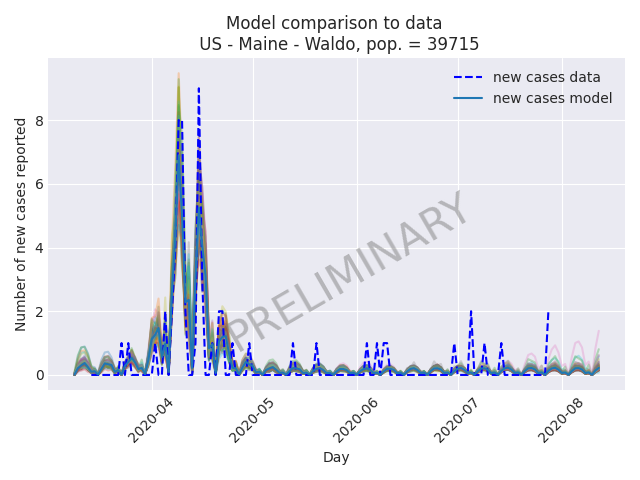 Model comparison to data
US - Maine - Waldo, pop. = 39715
new cases data
new cases model
Number of new cases reported
8
6
4
2
0
PRELIMINARY
2020-04
2020-05
2020-06
2020-07
2020-08
Day